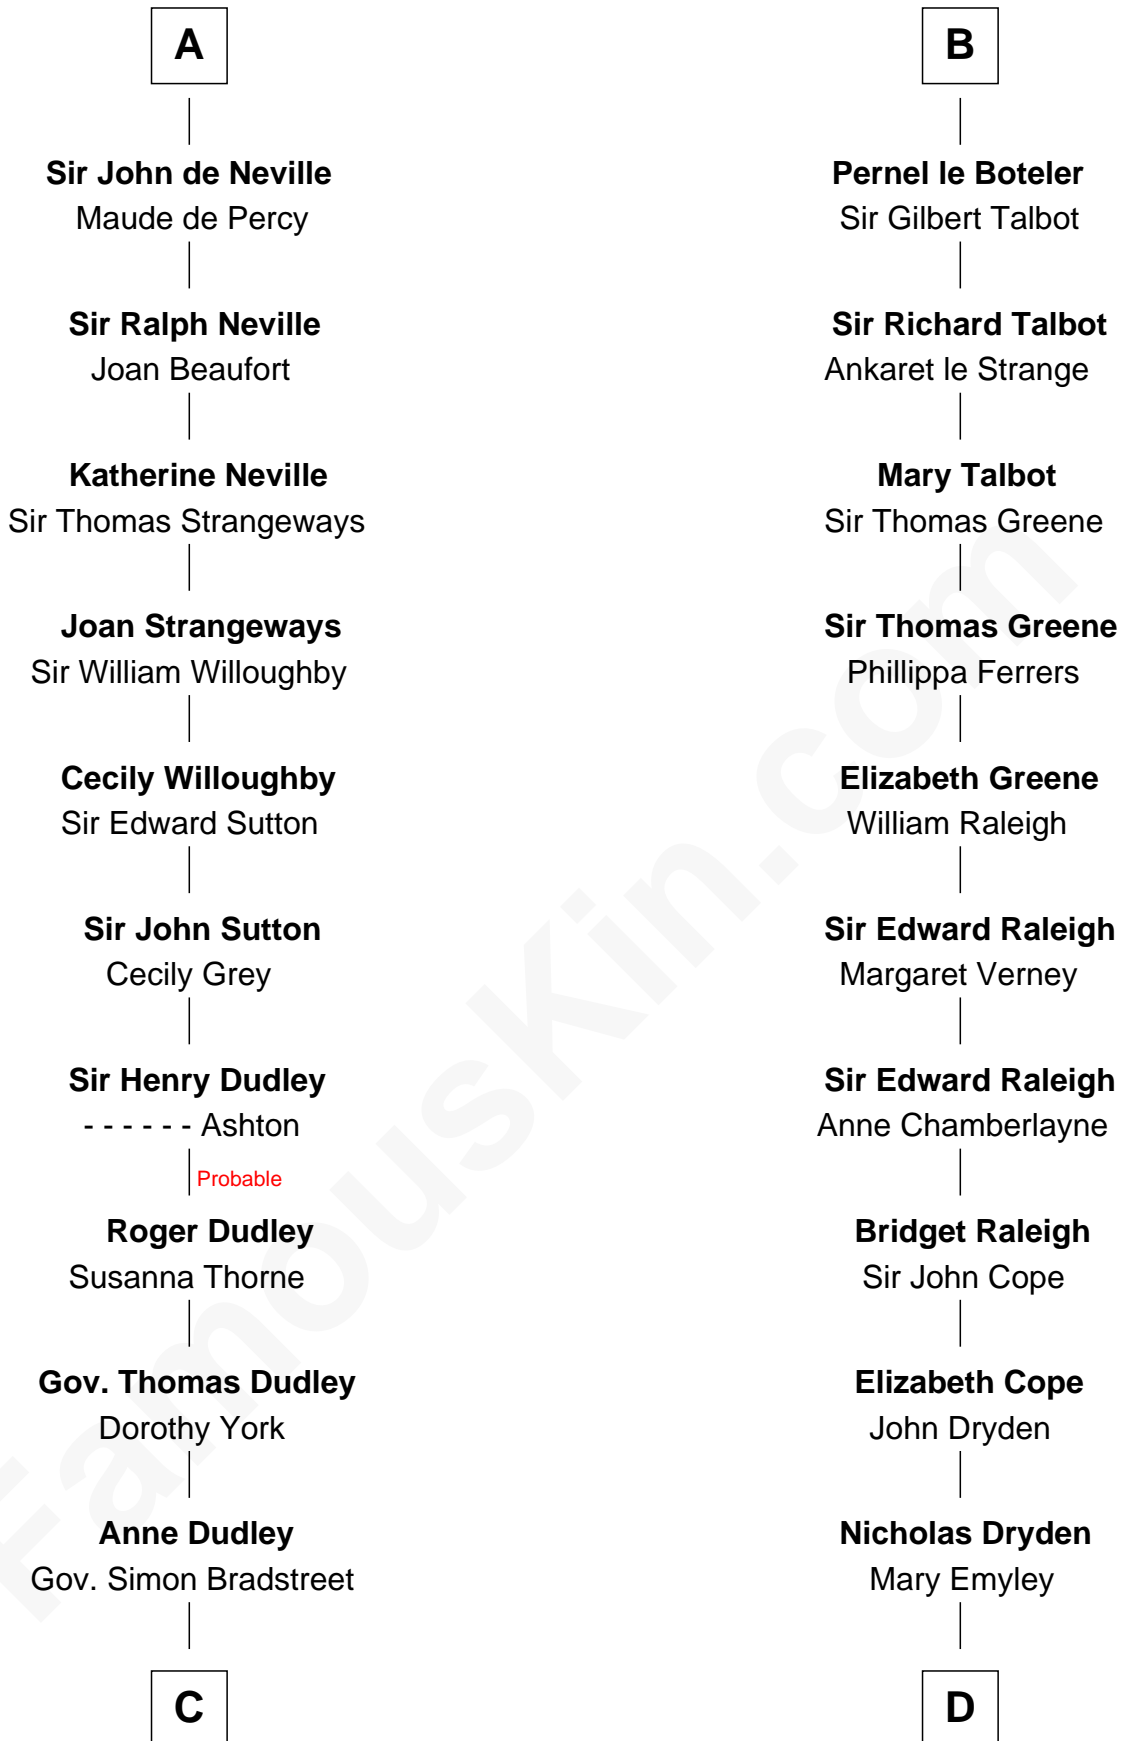 A
Sir John de Neville
Maude de Percy
Sir Ralph Neville
Joan Beaufort
Katherine Neville
Sir Thomas Strangeways
Joan Strangeways
Sir William Willoughby
Cecily Willoughby
Sir Edward Sutton
Sir John Sutton
Cecily Grey
Sir Henry Dudley
- - - - - - Ashton
Probable
Roger Dudley
Susanna Thorne
Gov. Thomas Dudley
Dorothy York
Anne Dudley
Gov. Simon Bradstreet
C
B
Pernel le Boteler
Sir Gilbert Talbot
Sir Richard Talbot
Ankaret le Strange
Mary Talbot
Sir Thomas Greene
Sir Thomas Greene
Phillippa Ferrers
Elizabeth Greene
William Raleigh
Sir Edward Raleigh
Margaret Verney
Sir Edward Raleigh
Anne Chamberlayne
Bridget Raleigh
Sir John Cope
Elizabeth Cope
John Dryden
Nicholas Dryden
Mary Emyley
D
FamousKin.com